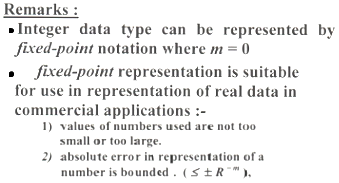 Remarks :
• Integer data type can be represented by
fixed-point notation where m = 0
• fixed-point representation is suitable
for use in representation of real data in
commercial applications :-
1) values of numbers used are not too
small or too large.
2) absolute error in representation of a
number is bounded . ( ≤ ± R⁻ᵐ ).